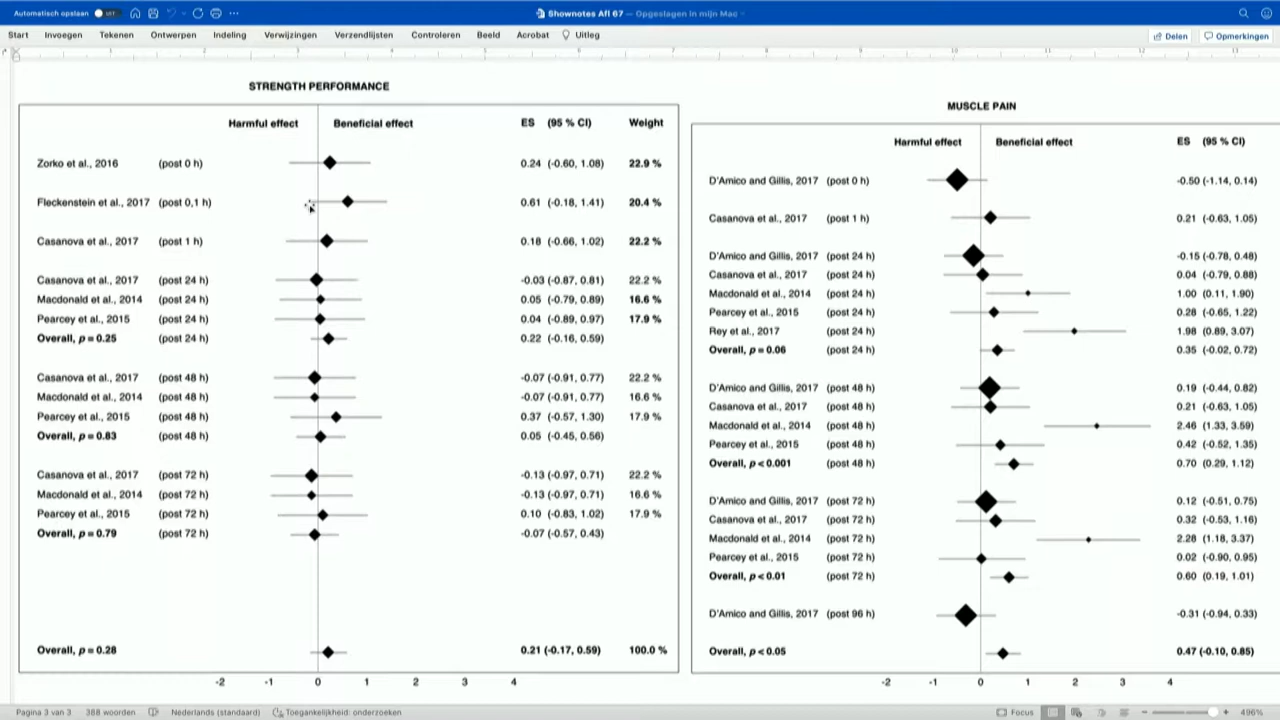 Automatisch opslaan
Shownotes Afl 67 — Opgeslagen in mijn Mac
Start Invoegen Tekenen Ontwerpen Indeling Verwijzingen Verzendlijsten Controleren Beeld Acrobat Uitleg
Delen Opmerkingen
STRENGTH PERFORMANCE
Harmful effect Beneficial effect ES (95 % CI) Weight
Zorko et al., 2016 (post 0 h) 0.24 (-0.60, 1.08) 22.9 %
Fleckenstein et al., 2017 (post 0,1 h) 0.61 (-0.18, 1.41) 20.4 %
Casanova et al., 2017 (post 1 h) 0.18 (-0.66, 1.02) 22.2 %
Casanova et al., 2017 (post 24 h) -0.03 (-0.87, 0.81) 22.2 %
Macdonald et al., 2014 (post 24 h) 0.05 (-0.79, 0.89) 16.6 %
Pearcey et al., 2015 (post 24 h) 0.04 (-0.89, 0.97) 17.9 %
Overall, p = 0.25 (post 24 h) 0.22 (-0.16, 0.59)
Casanova et al., 2017 (post 48 h) -0.07 (-0.91, 0.77) 22.2 %
Macdonald et al., 2014 (post 48 h) -0.07 (-0.91, 0.77) 16.6 %
Pearcey et al., 2015 (post 48 h) 0.37 (-0.57, 1.30) 17.9 %
Overall, p = 0.83 (post 48 h) 0.05 (-0.45, 0.56)
Casanova et al., 2017 (post 72 h) -0.13 (-0.97, 0.71) 22.2 %
Macdonald et al., 2014 (post 72 h) -0.13 (-0.97, 0.71) 16.6 %
Pearcey et al., 2015 (post 72 h) 0.10 (-0.83, 1.02) 17.9 %
Overall, p = 0.79 (post 72 h) -0.07 (-0.57, 0.43)
Overall, p = 0.28 0.21 (-0.17, 0.59) 100.0 %
-2 -1 0 1 2 3 4
MUSCLE PAIN
Harmful effect Beneficial effect ES (95 % CI)
D'Amico and Gillis, 2017 (post 0 h) -0.50 (-1.14, 0.14)
Casanova et al., 2017 (post 1 h) 0.21 (-0.63, 1.05)
D'Amico and Gillis, 2017 (post 24 h) -0.15 (-0.78, 0.48)
Casanova et al., 2017 (post 24 h) 0.04 (-0.79, 0.88)
Macdonald et al., 2014 (post 24 h) 1.00 (0.11, 1.90)
Pearcey et al., 2015 (post 24 h) 0.28 (-0.65, 1.22)
Rey et al., 2017 (post 24 h) 1.98 (0.89, 3.07)
Overall, p = 0.06 (post 24 h) 0.35 (-0.02, 0.72)
D'Amico and Gillis, 2017 (post 48 h) 0.19 (-0.44, 0.82)
Casanova et al., 2017 (post 48 h) 0.21 (-0.63, 1.05)
Macdonald et al., 2014 (post 48 h) 2.46 (1.33, 3.59)
Pearcey et al., 2015 (post 48 h) 0.42 (-0.52, 1.35)
Overall, p < 0.001 (post 48 h) 0.70 (0.29, 1.12)
D'Amico and Gillis, 2017 (post 72 h) 0.12 (-0.51, 0.75)
Casanova et al., 2017 (post 72 h) 0.32 (-0.53, 1.16)
Macdonald et al., 2014 (post 72 h) 2.28 (1.18, 3.37)
Pearcey et al., 2015 (post 72 h) 0.02 (-0.90, 0.95)
Overall, p < 0.01 (post 72 h) 0.60 (0.19, 1.01)
D'Amico and Gillis, 2017 (post 96 h) -0.31 (-0.94, 0.33)
Overall, p < 0.05 0.47 (-0.10, 0.85)
-2 -1 0 1 2 3 4
Pagina 3 van 3 388 woorden Nederlands (standaard) Toegankelijkheid: onderzoeken Focus 496%